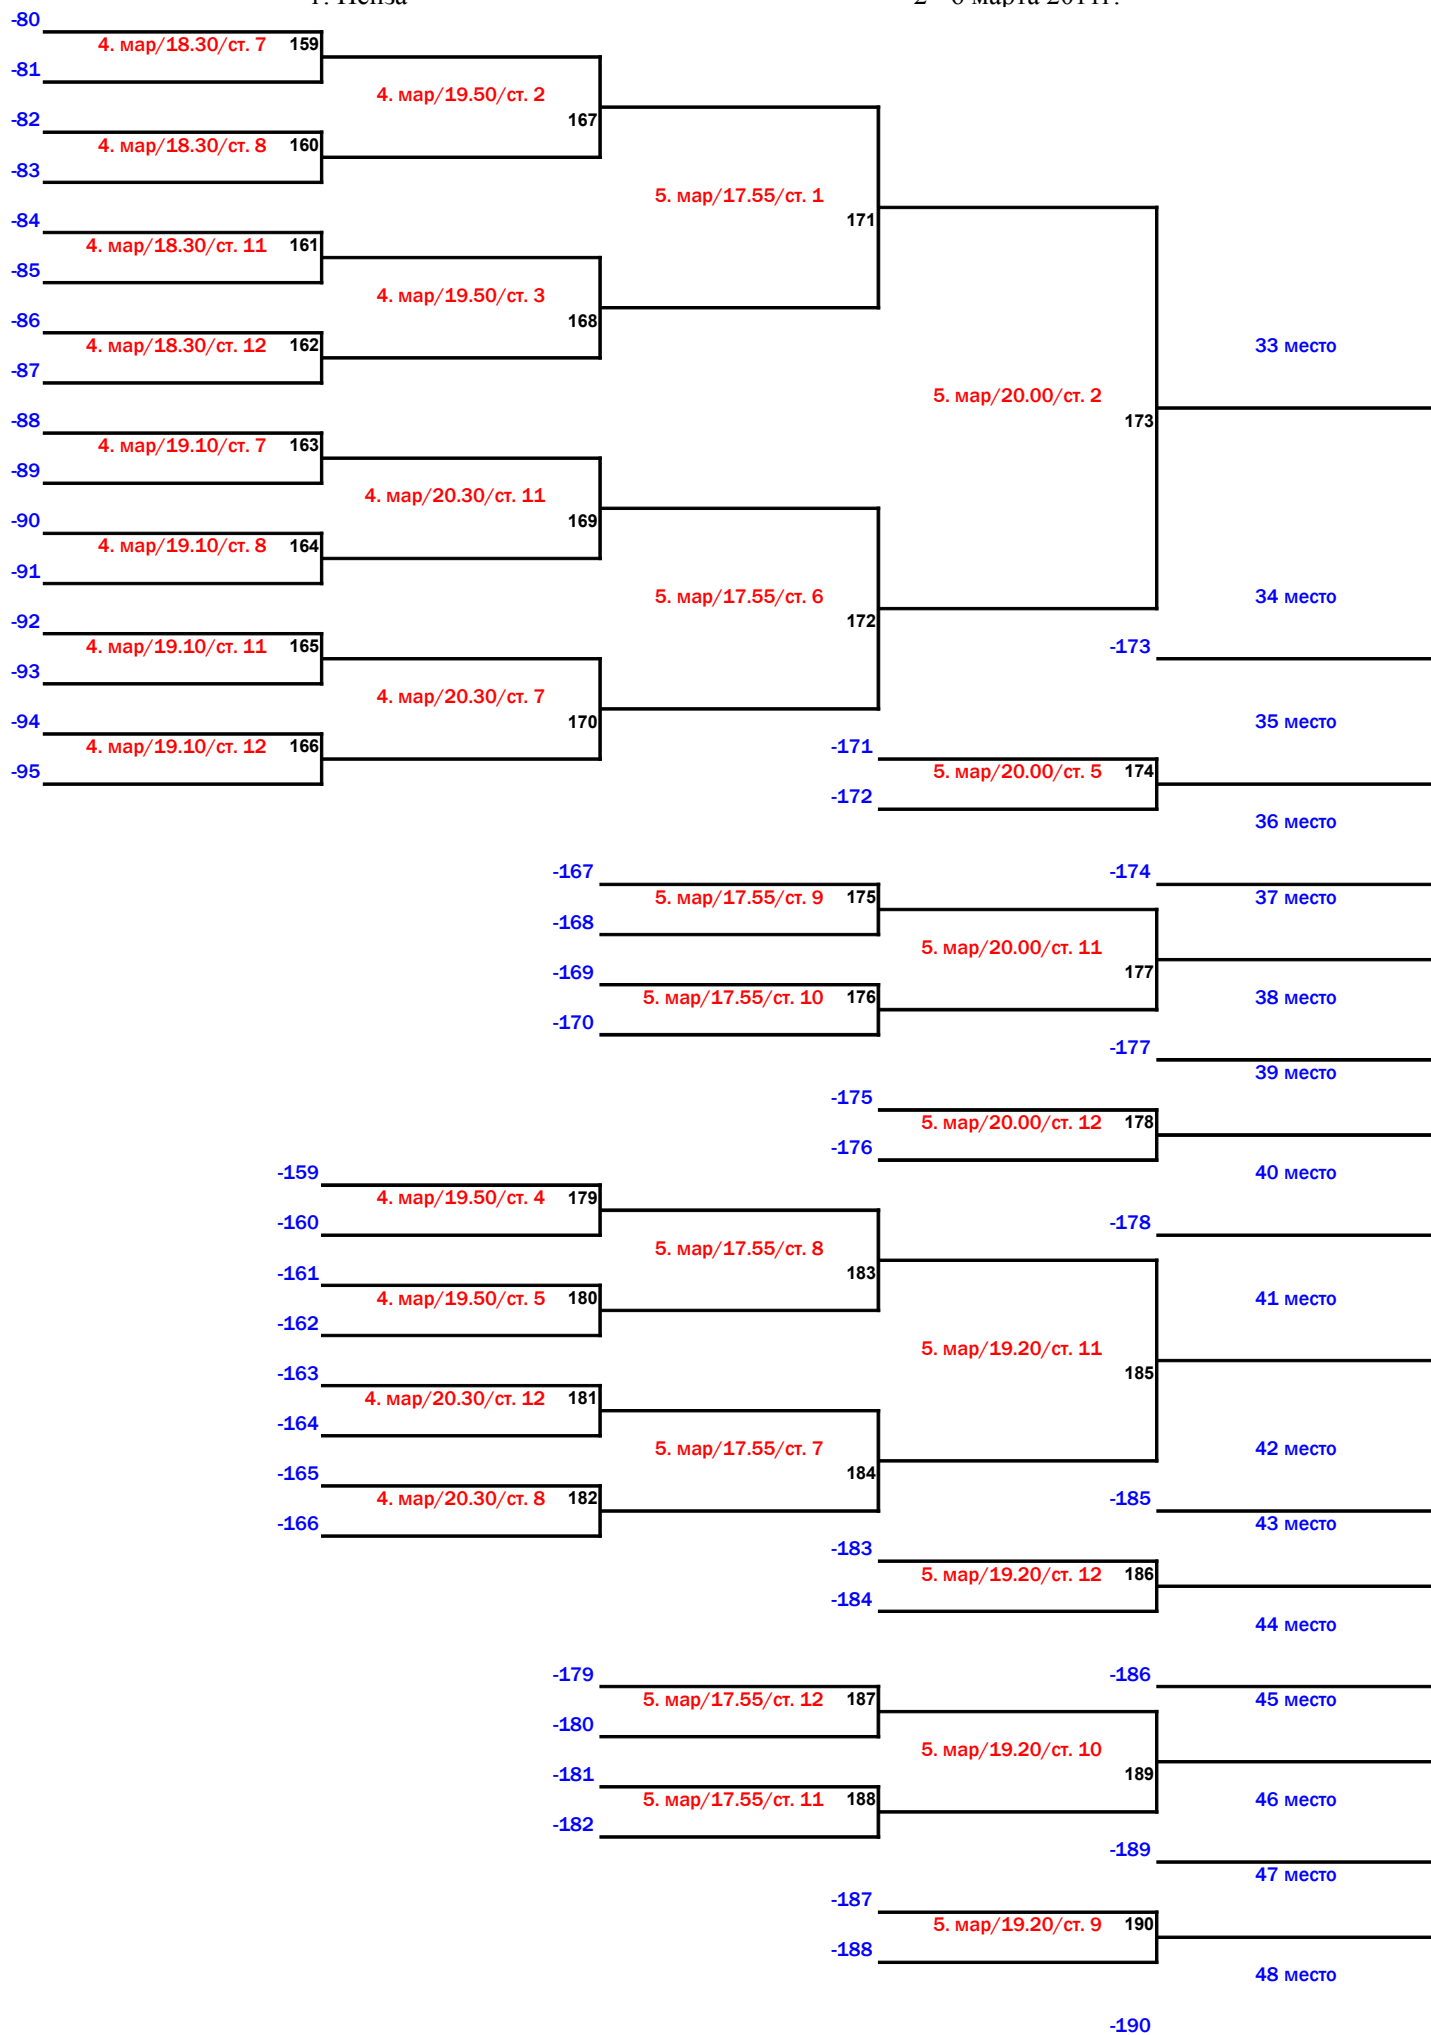 -80
4. мар/18.30/ст. 7 159
-81
4. мар/19.50/ст. 2
167
-82
4. мар/18.30/ст. 8 160
-83
5. мар/17.55/ст. 1
171
-84
4. мар/18.30/ст. 11 161
-85
4. мар/19.50/ст. 3
168
-86
4. мар/18.30/ст. 12 162
33 место
-87
5. мар/20.00/ст. 2
173
-88
4. мар/19.10/ст. 7 163
-89
4. мар/20.30/ст. 11
169
-90
4. мар/19.10/ст. 8 164
-91
5. мар/17.55/ст. 6
34 место
172
-92
4. мар/19.10/ст. 11 165
-173
-93
4. мар/20.30/ст. 7
170
35 место
-94
4. мар/19.10/ст. 12 166
-171
-95
5. мар/20.00/ст. 5 174
-172
36 место
-167
-174
5. мар/17.55/ст. 9 175
37 место
-168
5. мар/20.00/ст. 11
177
-169
5. мар/17.55/ст. 10 176
38 место
-170
-177
39 место
-175
5. мар/20.00/ст. 12 178
-176
-159
40 место
4. мар/19.50/ст. 4 179
-160
-178
5. мар/17.55/ст. 8
183
-161
4. мар/19.50/ст. 5 180
41 место
-162
5. мар/19.20/ст. 11
185
-163
4. мар/20.30/ст. 12 181
-164
5. мар/17.55/ст. 7
42 место
184
-165
4. мар/20.30/ст. 8 182
-185
-166
43 место
-183
5. мар/19.20/ст. 12 186
-184
44 место
-179
-186
5. мар/17.55/ст. 12 187
45 место
-180
5. мар/19.20/ст. 10
189
-181
5. мар/17.55/ст. 11 188
46 место
-182
-189
47 место
-187
5. мар/19.20/ст. 9 190
-188
48 место
-190